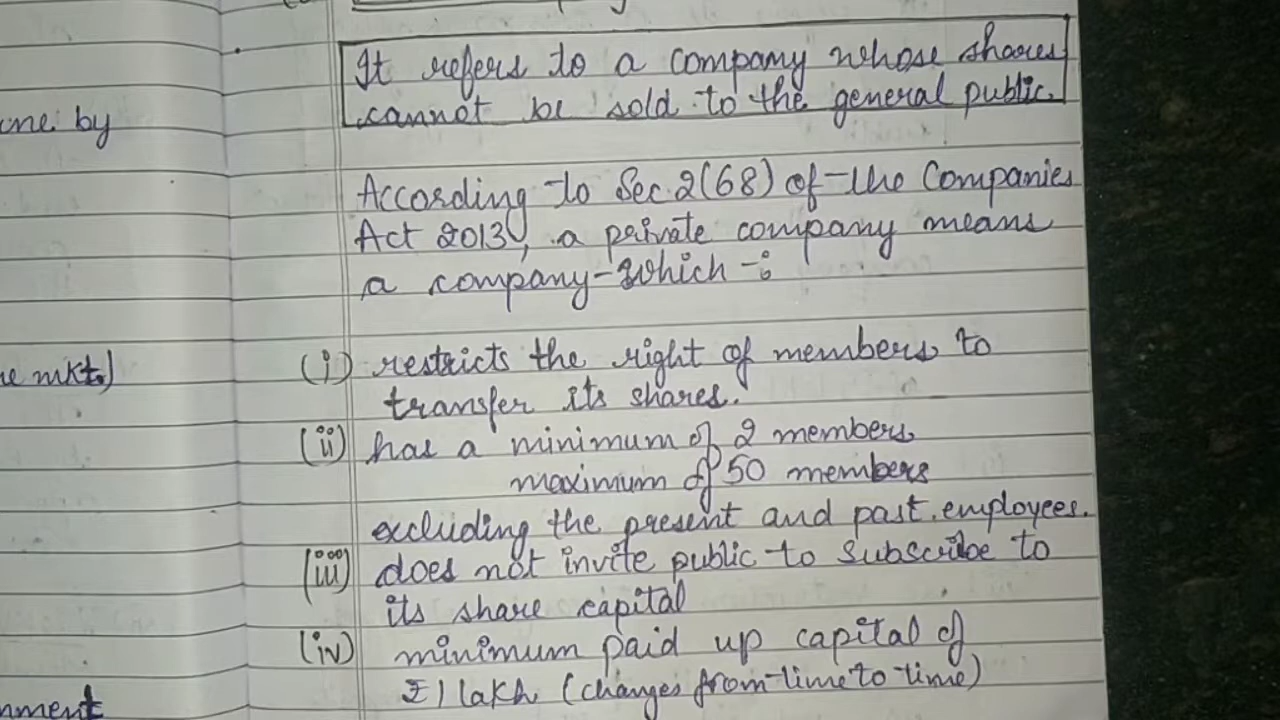 It refers to a company whose shares
cannot be sold to the general public.
According to Sec 2(68) of the Companies
Act 2013, a private company means
a company which -:
(i) restricts the right of members to
transfer its shares.
(ii) has a minimum of 2 members
maximum of 50 members
excluding the present and past employees.
(iii) does not invite public to subscribe to
its share capital
(iv) minimum paid up capital of
₹1 lakh (changes from time to time)
by
mkt.)